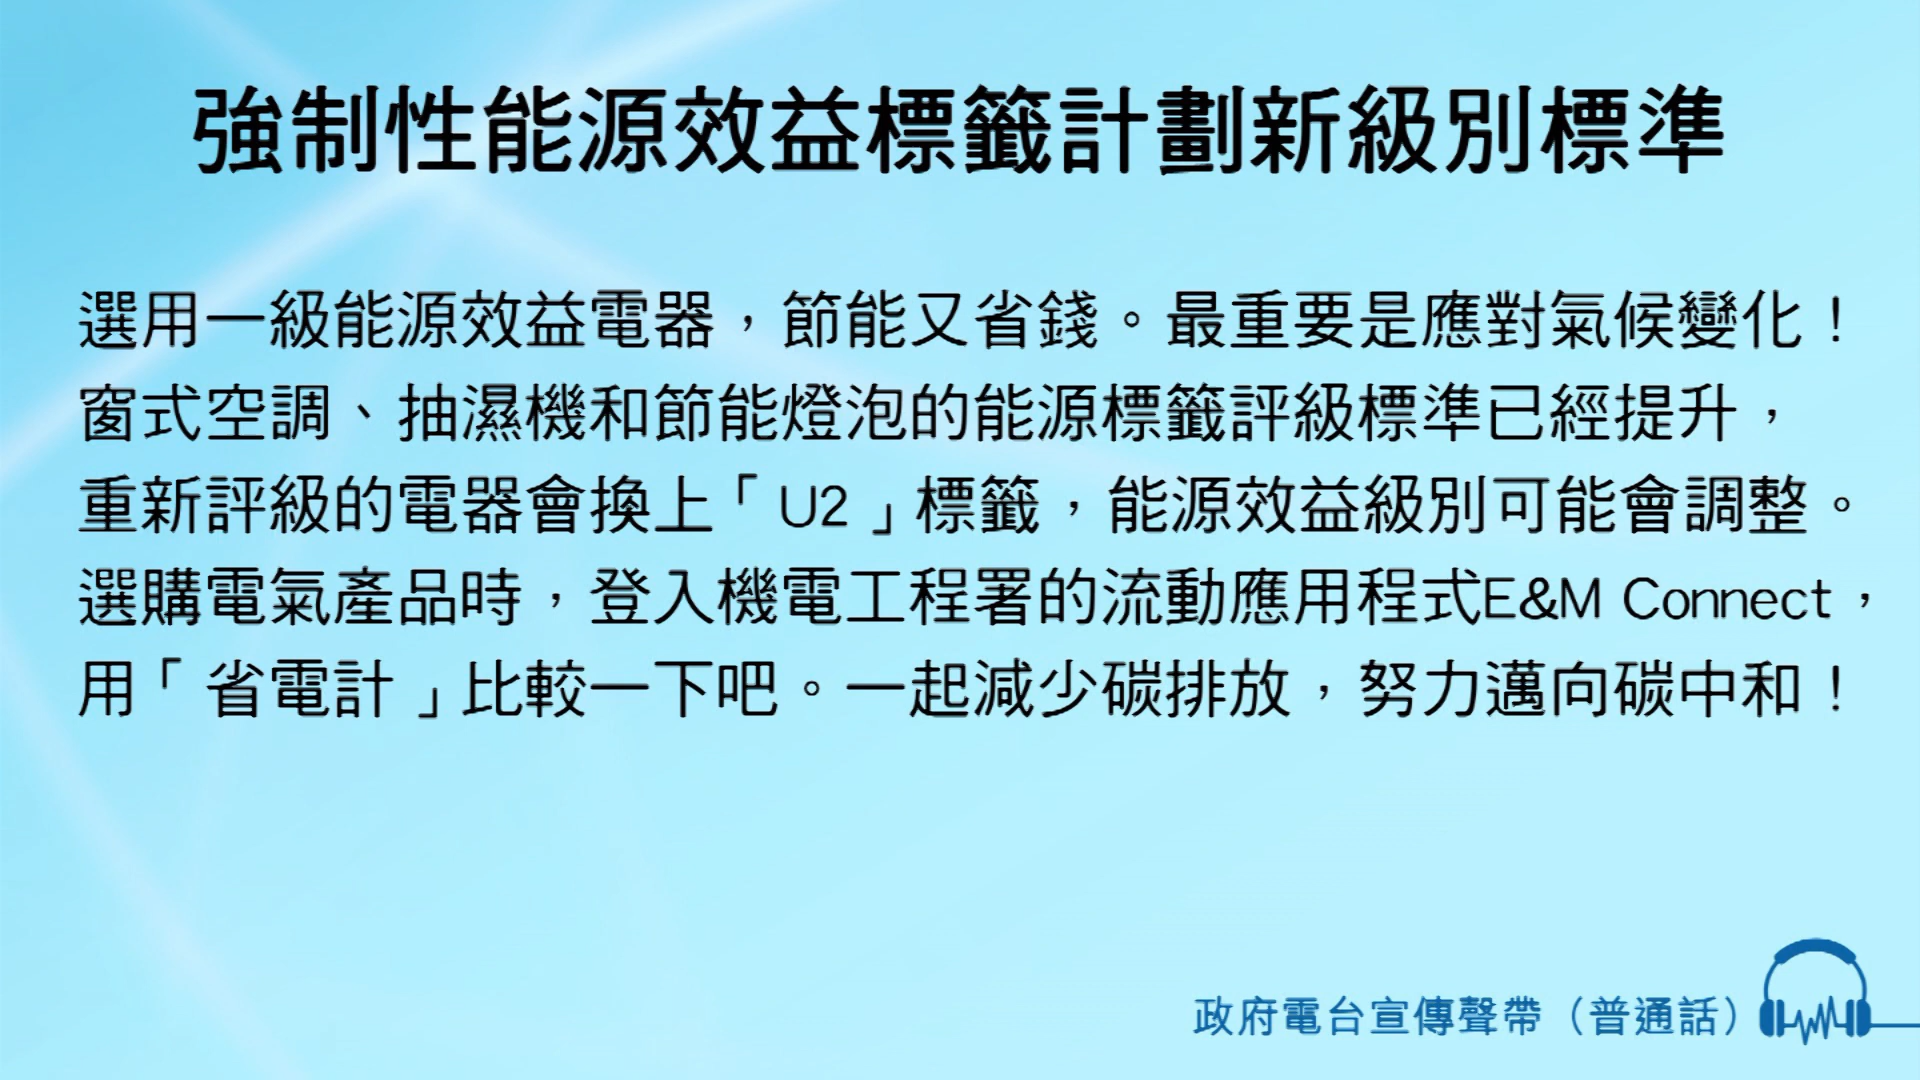 強制性能源效益標籤計劃新級別標準
選用一級能源效益電器，節能又省錢。最重要是應對氣候變化！
窗式空調、抽濕機和節能燈泡的能源標籤評級標準已經提升，
重新評級的電器會換上「U2」標籤，能源效益級別可能會調整。
選購電氣產品時，登入機電工程署的流動應用程式E&M Connect，
用「省電計」比較一下吧。一起減少碳排放，努力邁向碳中和！
政府電台宣傳聲帶（普通話）